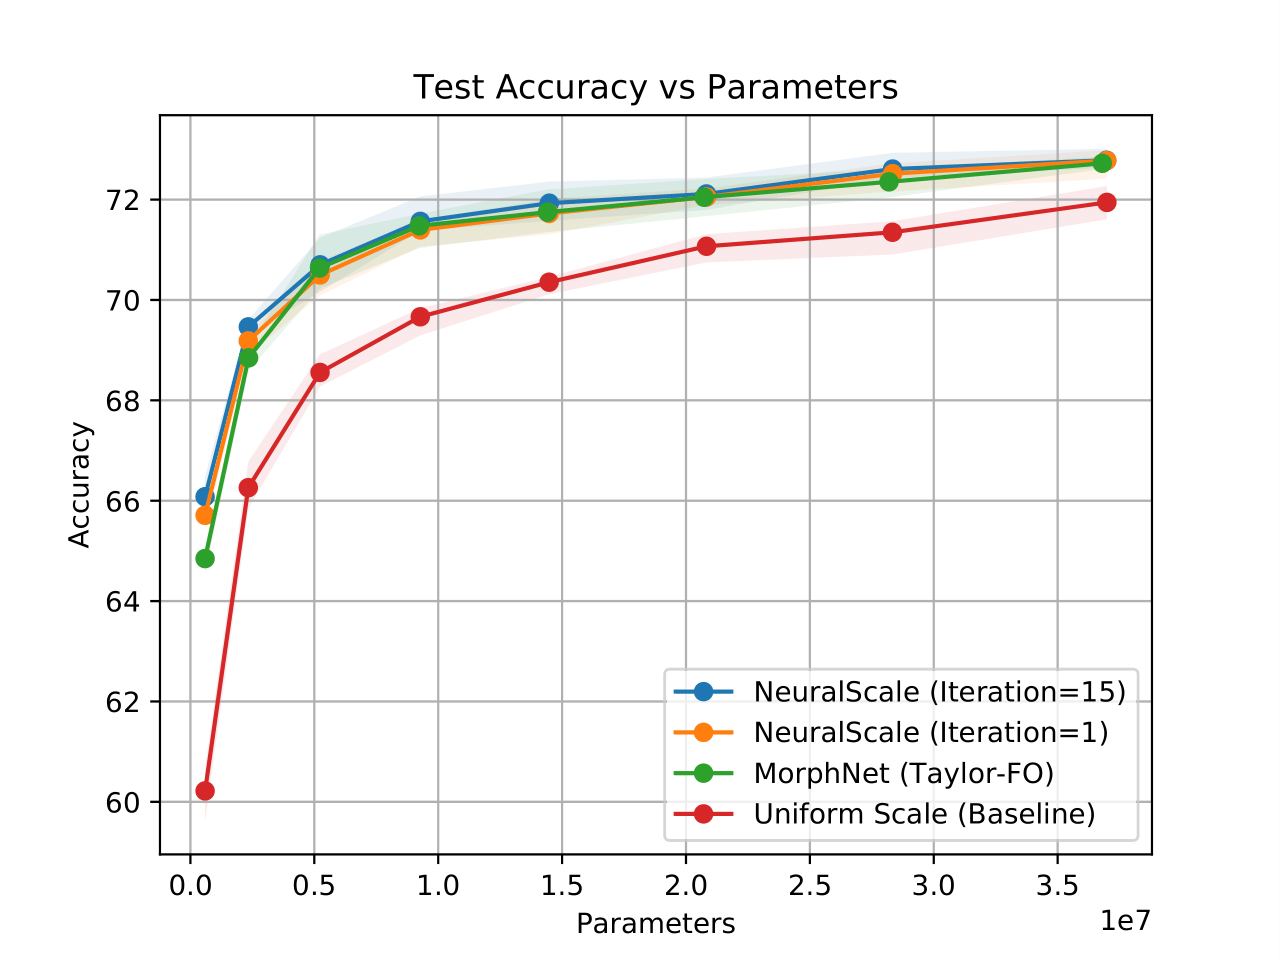 Test Accuracy vs Parameters
Accuracy
72
70
68
66
64
62
60
NeuralScale (Iteration=15)
NeuralScale (Iteration=1)
MorphNet (Taylor-FO)
Uniform Scale (Baseline)
0.0 0.5 1.0 1.5 2.0 2.5 3.0 3.5
1e7
Parameters